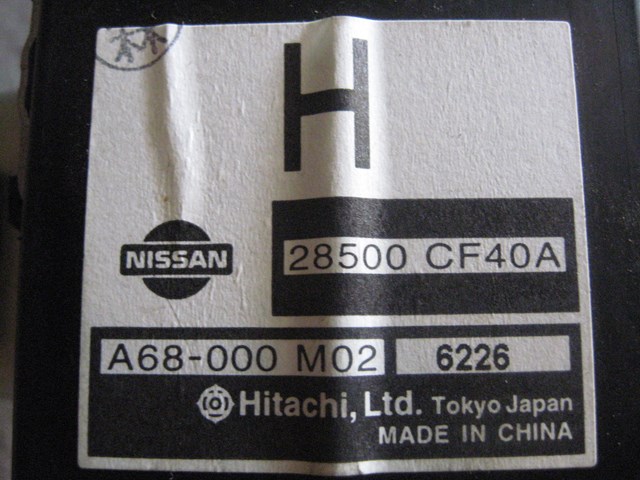 H
NISSAN
28500 CF40A
A68-000 M02 6226
Hitachi, Ltd. Tokyo Japan
MADE IN CHINA